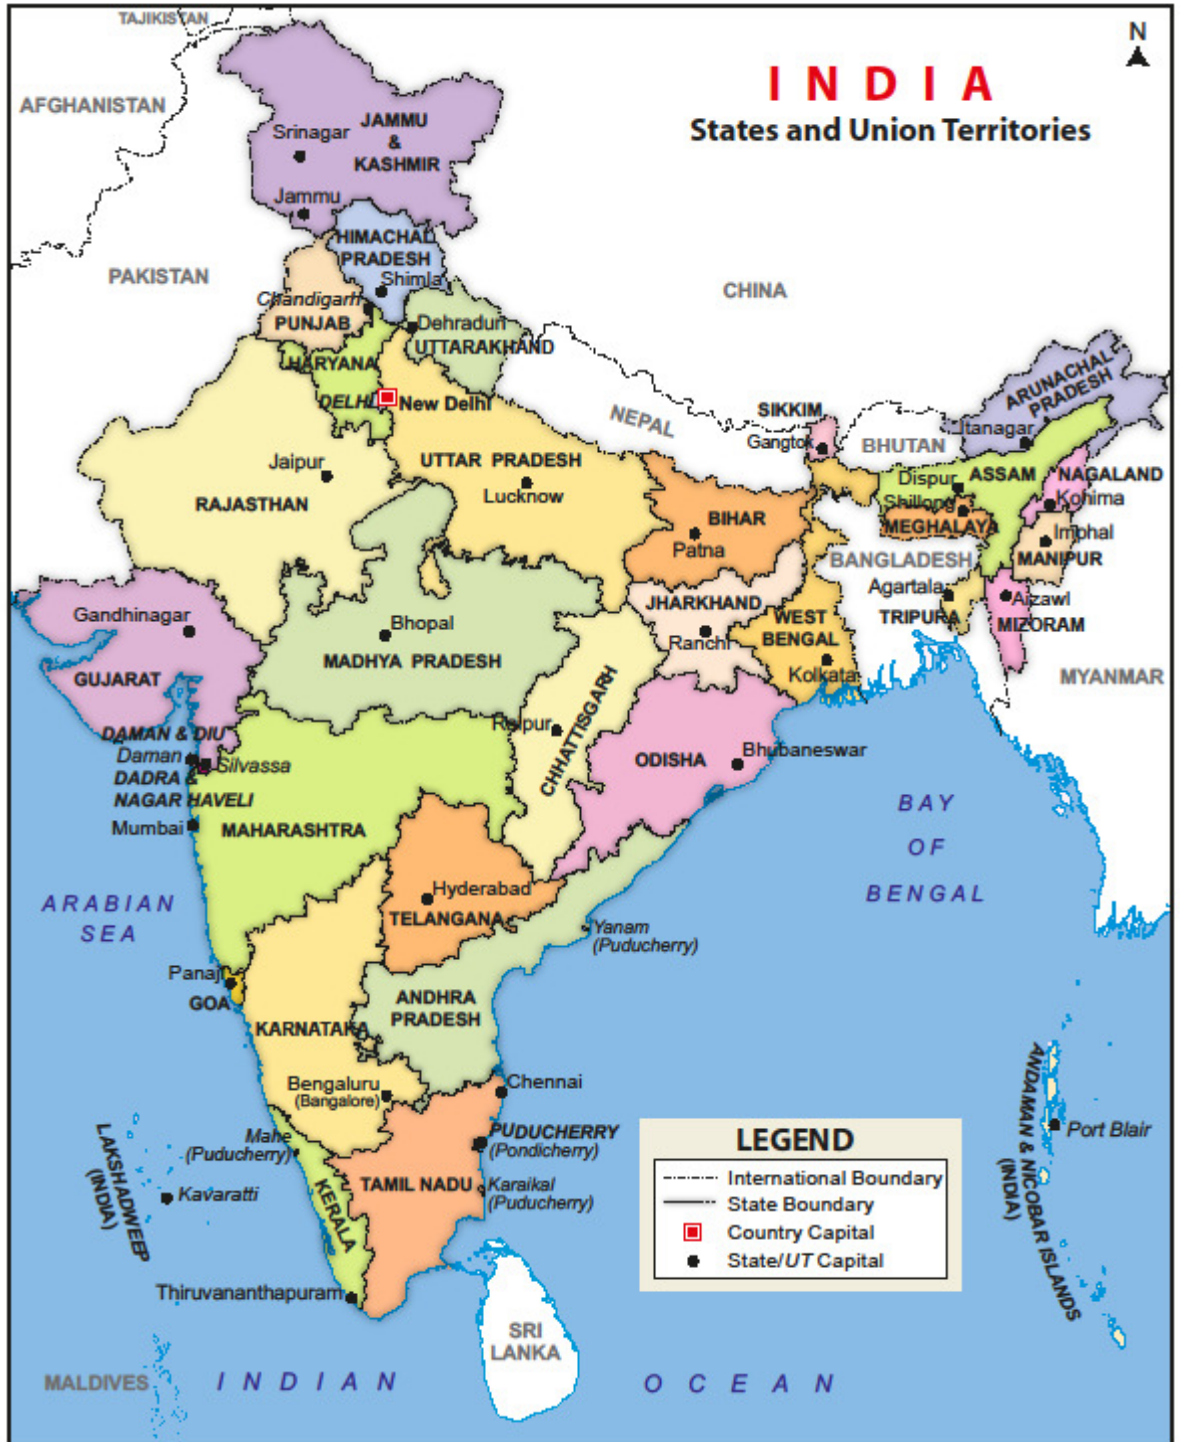 TAJIKISTAN
N
AFGHANISTAN
I N D I A
States and Union Territories
JAMMU
&
KASHMIR
Srinagar
Jammu
HIMACHAL
PRADESH
Shimla
PAKISTAN
CHINA
Chandigarh
PUNJAB
Dehradun
UTTARAKHAND
HARYANA
DELHI
New Delhi
ARUNACHAL
PRADESH
Itanagar
NEPAL
SIKKIM
Gangtok
BHUTAN
Jaipur
RAJASTHAN
UTTAR PRADESH
Lucknow
Dispur
ASSAM
NAGALAND
Shillong
Kohima
MEGHALAYA
BIHAR
Patna
Imphal
MANIPUR
BANGLADESH
Agartala
TRIPURA
Aizawl
MIZORAM
Gandhinagar
GUJARAT
Bhopal
MADHYA PRADESH
JHARKHAND
Ranchi
WEST
BENGAL
Kolkata
MYANMAR
DAMAN & DIU
Daman
Silvassa
DADRA &
NAGAR HAVELI
Mumbai
MAHARASHTRA
Raipur
CHHATTISGARH
ODISHA
Bhubaneswar
BAY
OF
BENGAL
ARABIAN
SEA
Hyderabad
TELANGANA
Yanam
(Puducherry)
Panaji
GOA
ANDHRA
PRADESH
KARNATAKA
Bengaluru
(Bangalore)
Chennai
Mahe
(Puducherry)
PUDUCHERRY
(Pondicherry)
LAKSHADWEEP
(INDIA)
Kavaratti
KERALA
TAMIL NADU
Karaikal
(Puducherry)
Thiruvananthapuram
LEGEND
International Boundary
State Boundary
Country Capital
State/UT Capital
ANDAMAN & NICOBAR ISLANDS
(INDIA)
Port Blair
SRI
LANKA
MALDIVES
I N D I A N
O C E A N